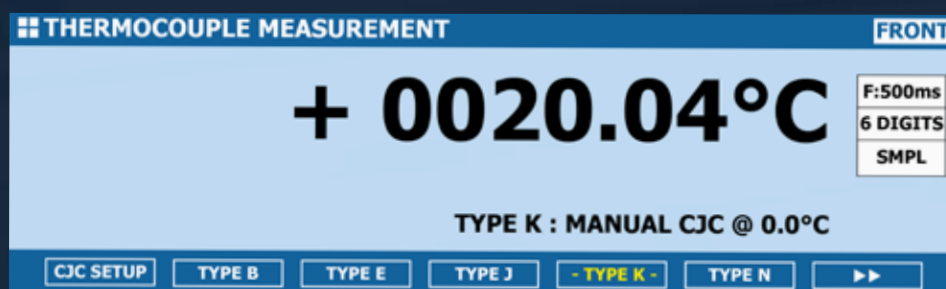 THERMOCOUPLE MEASUREMENT FRONT
+ 0020.04°C
F:500ms
6 DIGITS
SMPL
TYPE K : MANUAL CJC @ 0.0°C
CJC SETUP TYPE B TYPE E TYPE J - TYPE K - TYPE N ▶▶